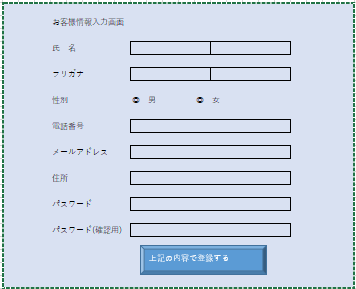 お客様情報入力画面
氏　名
フリガナ
性別　◎　男　◎　女
電話番号
メールアドレス
住所
パスワード
パスワード(確認用)
上記の内容で登録する